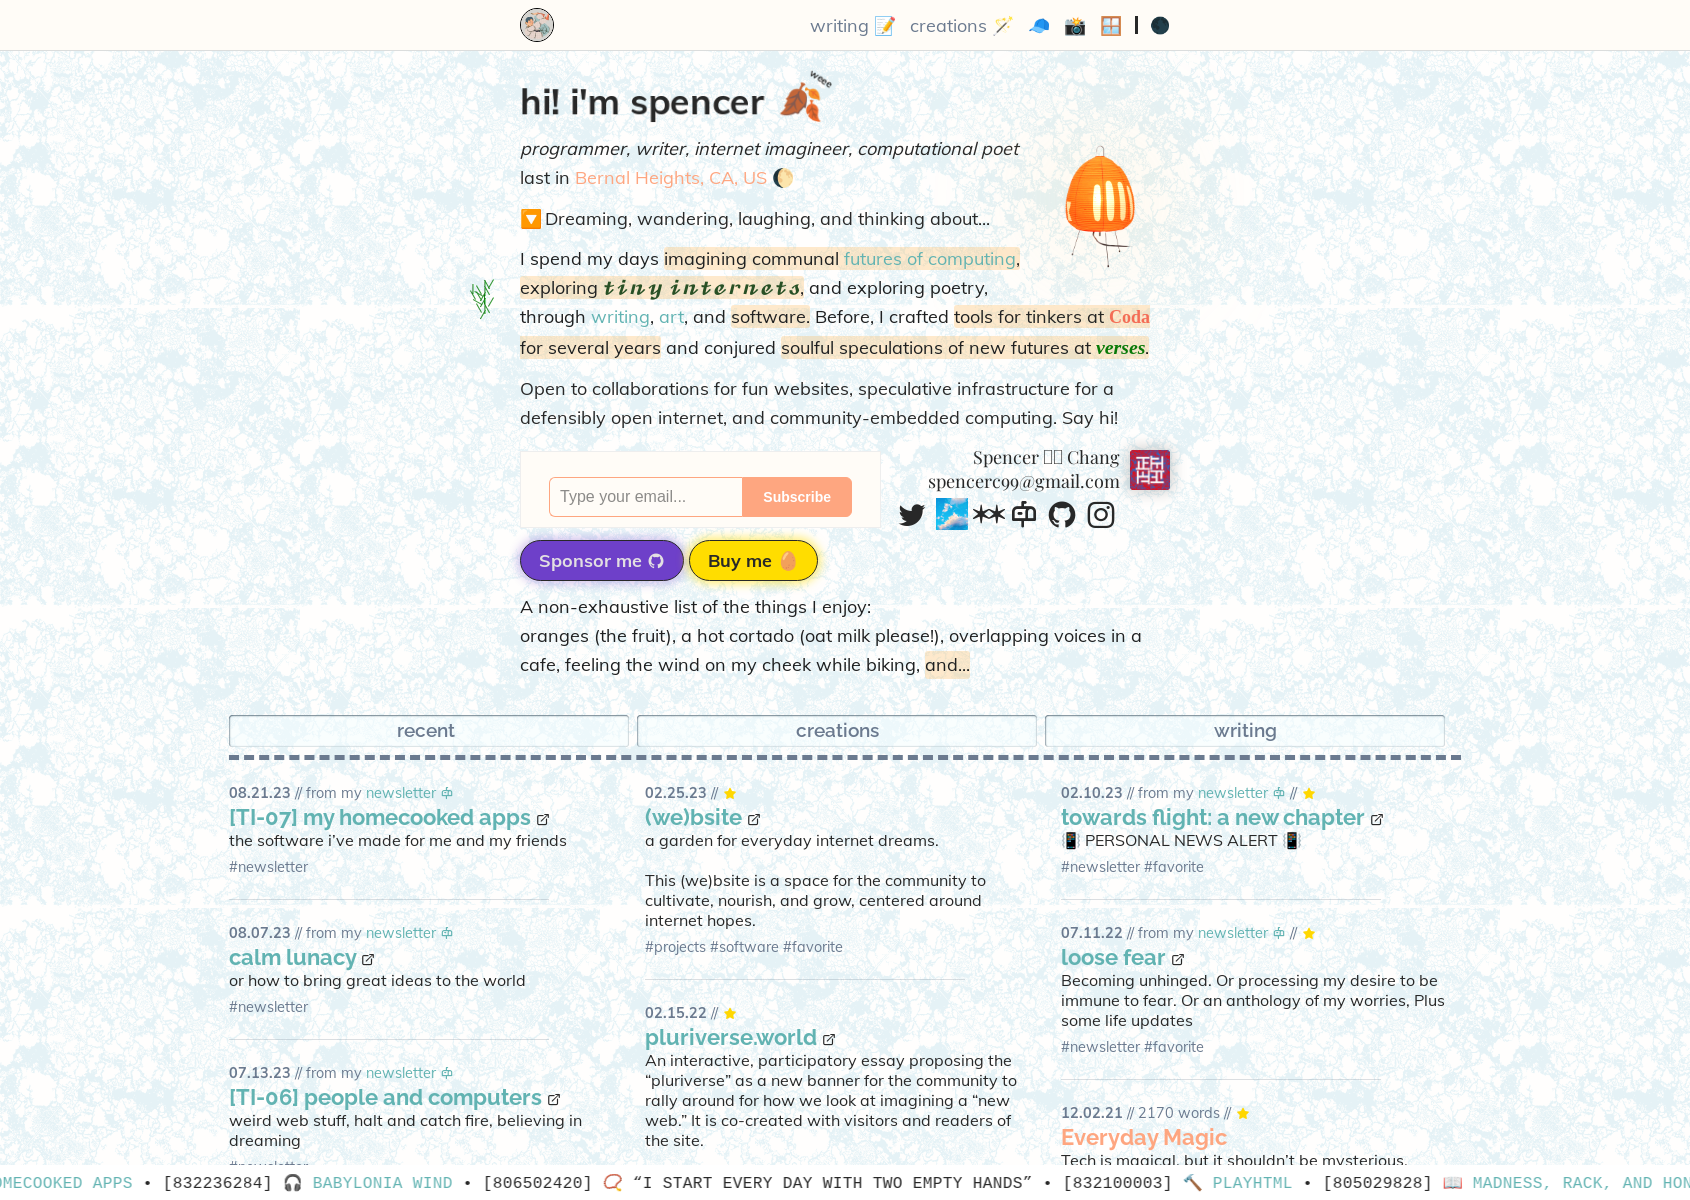 writing creations
hi! i'm spencer
weee
programmer, writer, internet imagineer, computational poet
last in Bernal Heights, CA, US
Dreaming, wandering, laughing, and thinking about...
I spend my days imagining communal futures of computing,
exploring tiny internets, and exploring poetry,
through writing, art, and software. Before, I crafted tools for tinkers at Coda
for several years and conjured soulful speculations of new futures at verses.
Open to collaborations for fun websites, speculative infrastructure for a
defensibly open internet, and community-embedded computing. Say hi!
Spencer Chang
spencerc99@gmail.com
Type your email...
Subscribe
Sponsor me
Buy me
A non-exhaustive list of the things I enjoy:
oranges (the fruit), a hot cortado (oat milk please!), overlapping voices in a
cafe, feeling the wind on my cheek while biking, and...
recent
creations
writing
08.21.23 // from my newsletter
[TI-07] my homecooked apps
the software i've made for me and my friends
#newsletter
08.07.23 // from my newsletter
calm lunacy
or how to bring great ideas to the world
#newsletter
07.13.23 // from my newsletter
[TI-06] people and computers
weird web stuff, halt and catch fire, believing in
dreaming
#newsletter
02.25.23 //
(we)bsite
a garden for everyday internet dreams.
This (we)bsite is a space for the community to
cultivate, nourish, and grow, centered around
internet hopes.
#projects #software #favorite
02.15.22 //
pluriverse.world
An interactive, participatory essay proposing the
“pluriverse” as a new banner for the community to
rally around for how we look at imagining a “new
web.” It is co-created with visitors and readers of
the site.
02.10.23 // from my newsletter //
towards flight: a new chapter
PERSONAL NEWS ALERT
#newsletter #favorite
07.11.22 // from my newsletter //
loose fear
Becoming unhinged. Or processing my desire to be
immune to fear. Or an anthology of my worries, Plus
some life updates
#newsletter #favorite
12.02.21 // 2170 words //
Everyday Magic
Tech is magical, but it shouldn't be mysterious.
OMECOOKED APPS • [832236284] BABYLONIA WIND • [806502420] “I START EVERY DAY WITH TWO EMPTY HANDS” • [832100003] PLAYHTML • [805029828] MADNESS, RACK, AND HON